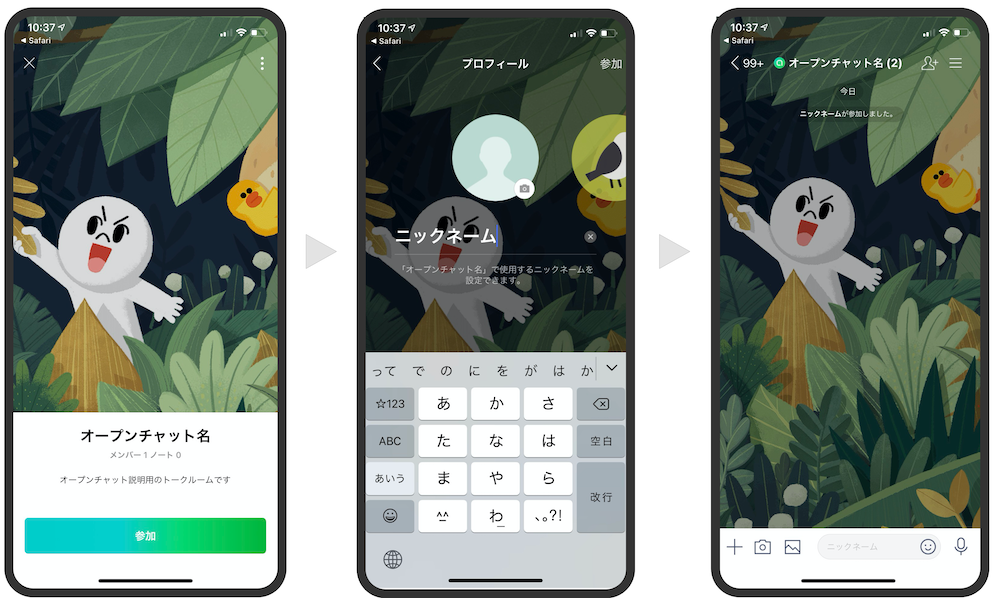 10:37
Safari
オープンチャット名
メンバー 1 ノート 0
オープンチャット説明用のトークルームです
参加
10:37
Safari
プロフィール
参加
ニックネーム
「オープンチャット名」で使用するニックネームを
設定できます。
って で の に を が は か
☆123 あ か さ
ABC た な は 空白
あいう ま や ら
改行
^^ わ_ 、。?!
10:37
Safari
99+ オープンチャット名 (2)
今日
ニックネームが参加しました。
ニックネーム